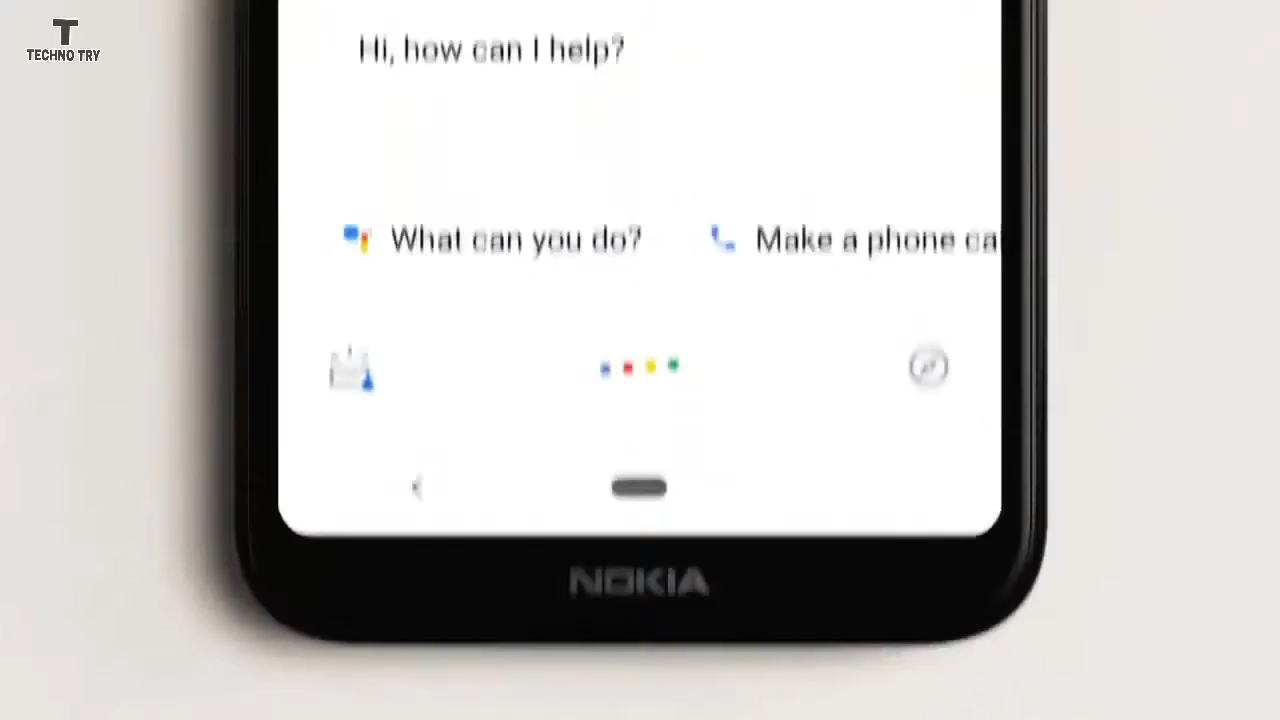 T
TECHNO TRY
Hi, how can I help?
What can you do? Make a phone ca
NOKIA